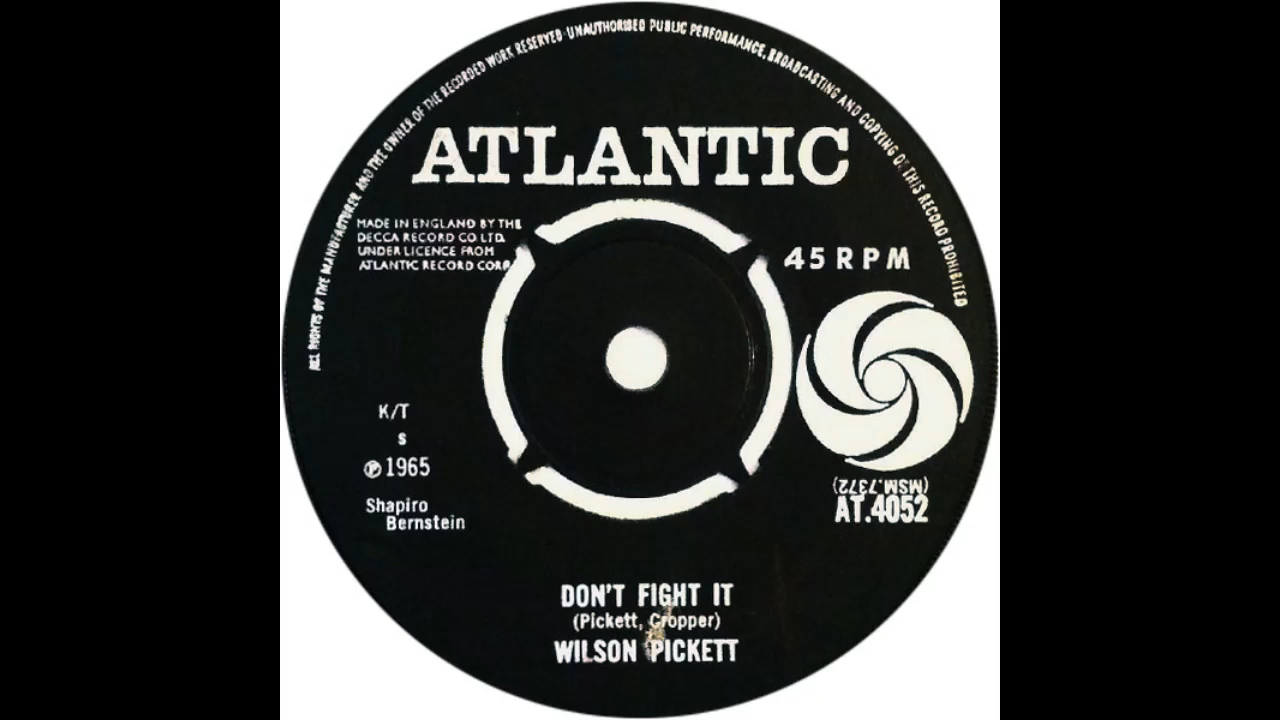 ALL RIGHTS OF THE MANUFACTURER AND THE OWNER OF THE RECORDED WORK RESERVED·UNAUTHORISED PUBLIC PERFORMANCE, BROADCASTING AND COPYING OF THIS RECORD PROHIBITED
ATLANTIC
MADE IN ENGLAND BY THE
DECCA RECORD CO LTD.
UNDER LICENCE FROM
ATLANTIC RECORD CORP.
45 RPM
K/T
s
℗ 1965
Shapiro
Bernstein
(MSM.7372)
AT.4052
DON'T FIGHT IT
(Pickett, Cropper)
WILSON PICKETT